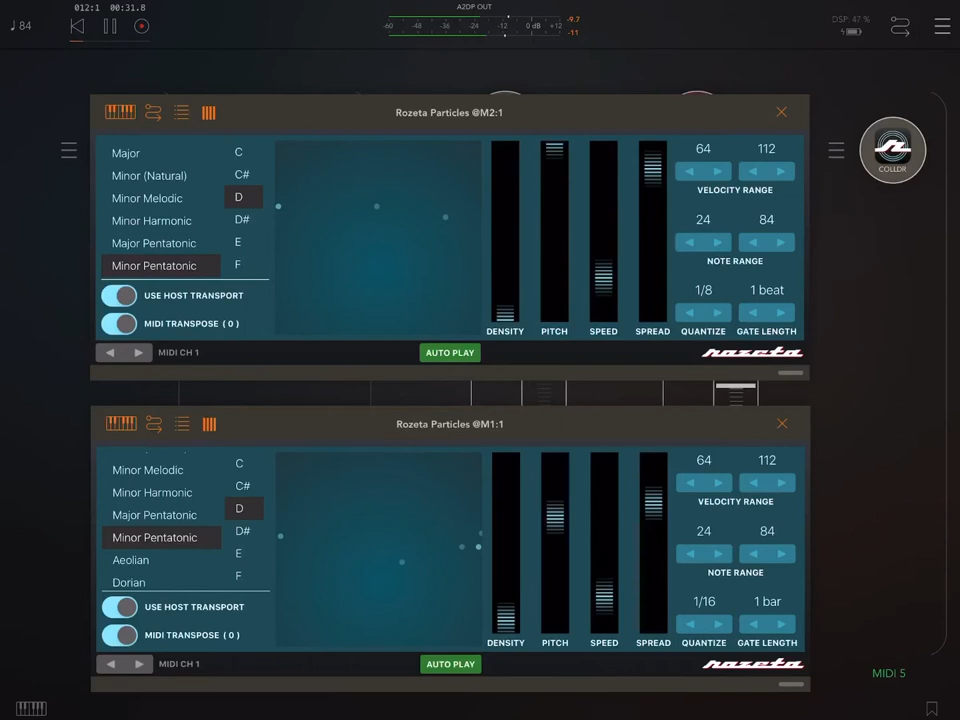 012:1 00:31.8
♩ 84
A2DP OUT
-60 -48 -36 -24 -12 0 dB +12
-9.7
-11
DSP: 47 %
Rozeta Particles @M2:1
Major
Minor (Natural)
Minor Melodic
Minor Harmonic
Major Pentatonic
Minor Pentatonic
C
C#
D
D#
E
F
USE HOST TRANSPORT
MIDI TRANSPOSE ( 0 )
DENSITY PITCH SPEED SPREAD
64 112
VELOCITY RANGE
24 84
NOTE RANGE
1/8 1 beat
QUANTIZE GATE LENGTH
MIDI CH 1
AUTO PLAY
rozeta
COLLDR
Rozeta Particles @M1:1
Minor Melodic
Minor Harmonic
Major Pentatonic
Minor Pentatonic
Aeolian
Dorian
C
C#
D
D#
E
F
USE HOST TRANSPORT
MIDI TRANSPOSE ( 0 )
DENSITY PITCH SPEED SPREAD
64 112
VELOCITY RANGE
24 84
NOTE RANGE
1/16 1 bar
QUANTIZE GATE LENGTH
MIDI CH 1
AUTO PLAY
rozeta
MIDI 5